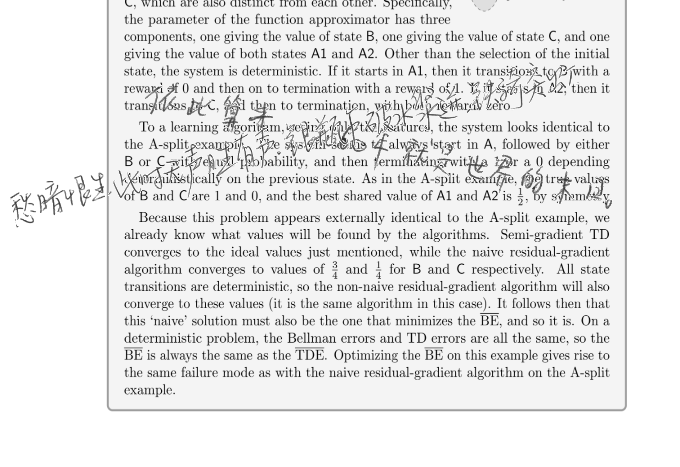 C, which are also distinct from each other. Specifically,
the parameter of the function approximator has three
components, one giving the value of state B, one giving the value of state C, and one
giving the value of both states A1 and A2. Other than the selection of the initial
state, the system is deterministic. If it starts in A1, then it transitions to B with a
reward of 0 and then on to termination with a reward of 1. If it starts in A2, then it
transitions to C, and then to termination, with both rewards zero.
To a learning algorithm, seeing only the features, the system looks identical to
the A-split example. The system seems to always start in A, followed by either
B or C with equal probability, and then terminating with a 1 or a 0 depending
deterministically on the previous state. As in the A-split example, the true values
of B and C are 1 and 0, and the best shared value of A1 and A2 is 1/2, by symmetry.
Because this problem appears externally identical to the A-split example, we
already know what values will be found by the algorithms. Semi-gradient TD
converges to the ideal values just mentioned, while the naive residual-gradient
algorithm converges to values of 3/4 and 1/4 for B and C respectively. All state
transitions are deterministic, so the non-naive residual-gradient algorithm will also
converge to these values (it is the same algorithm in this case). It follows then that
this ‘naive’ solution must also be the one that minimizes the B̅E̅, and so it is. On a
deterministic problem, the Bellman errors and TD errors are all the same, so the
B̅E̅ is always the same as the T̅D̅E̅. Optimizing the B̅E̅ on this example gives rise to
the same failure mode as with the naive residual-gradient algorithm on the A-split
example.